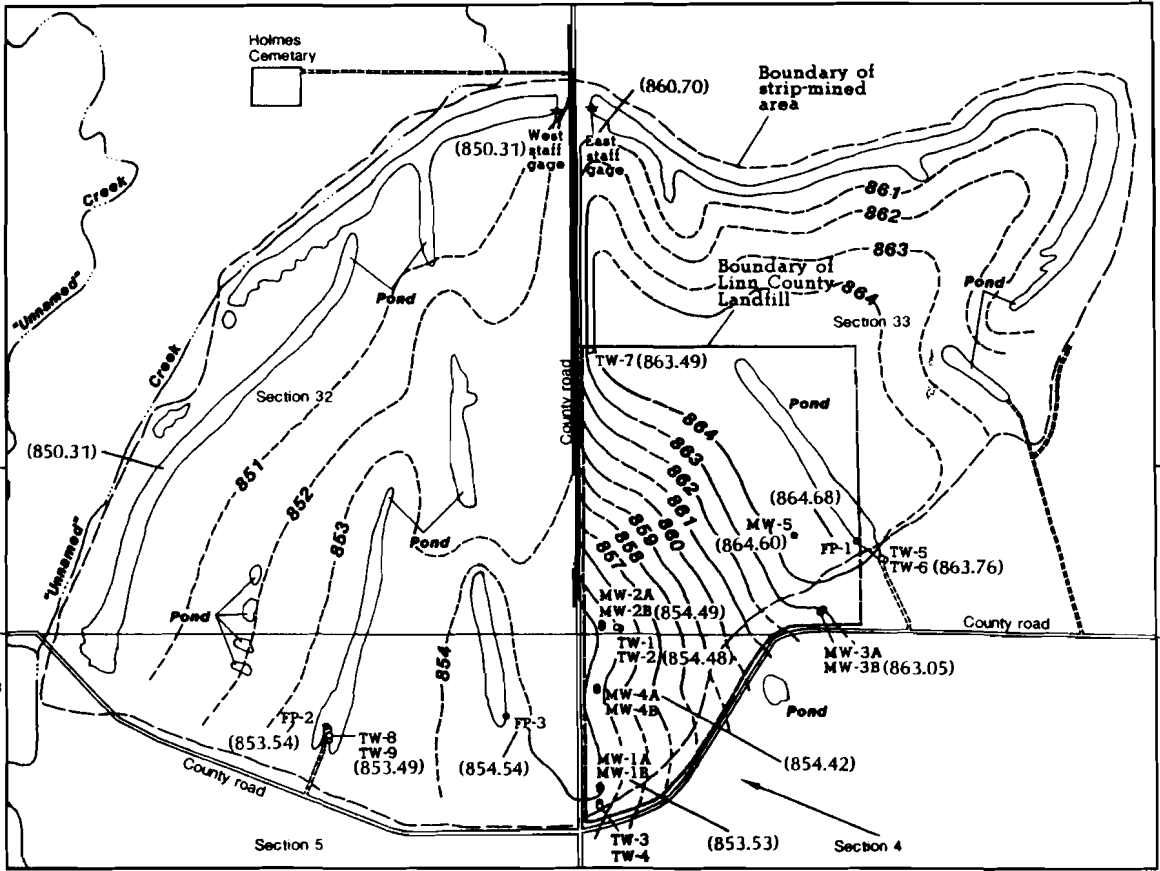 Holmes
Cemetary
(860.70)
Boundary of
strip-mined
area
West
staff
gage
(850.31)
East
staff
gage
Creek
"Unnamed"
861
862
863
864
Boundary of
Linn County
Landfill
Section 33
Pond
Pond
Creek
Section 32
County road
TW-7 (863.49)
Pond
(850.31)
851
852
853
864
863
862
861
860
859
858
857
(864.68)
MW-5
(864.60)
FP-1
TW-5
TW-6 (863.76)
Pond
"Unnamed"
Pond
MW-2A
MW-2B (854.49)
TW-1
TW-2 (854.48)
County road
MW-3A
MW-3B (863.05)
854
MW-4A
MW-4B
Pond
FP-2
(853.54)
TW-8
TW-9
(853.49)
FP-3
(854.54)
(854.42)
MW-1A
MW-1B
County road
(853.53)
TW-3
TW-4
Section 5
Section 4